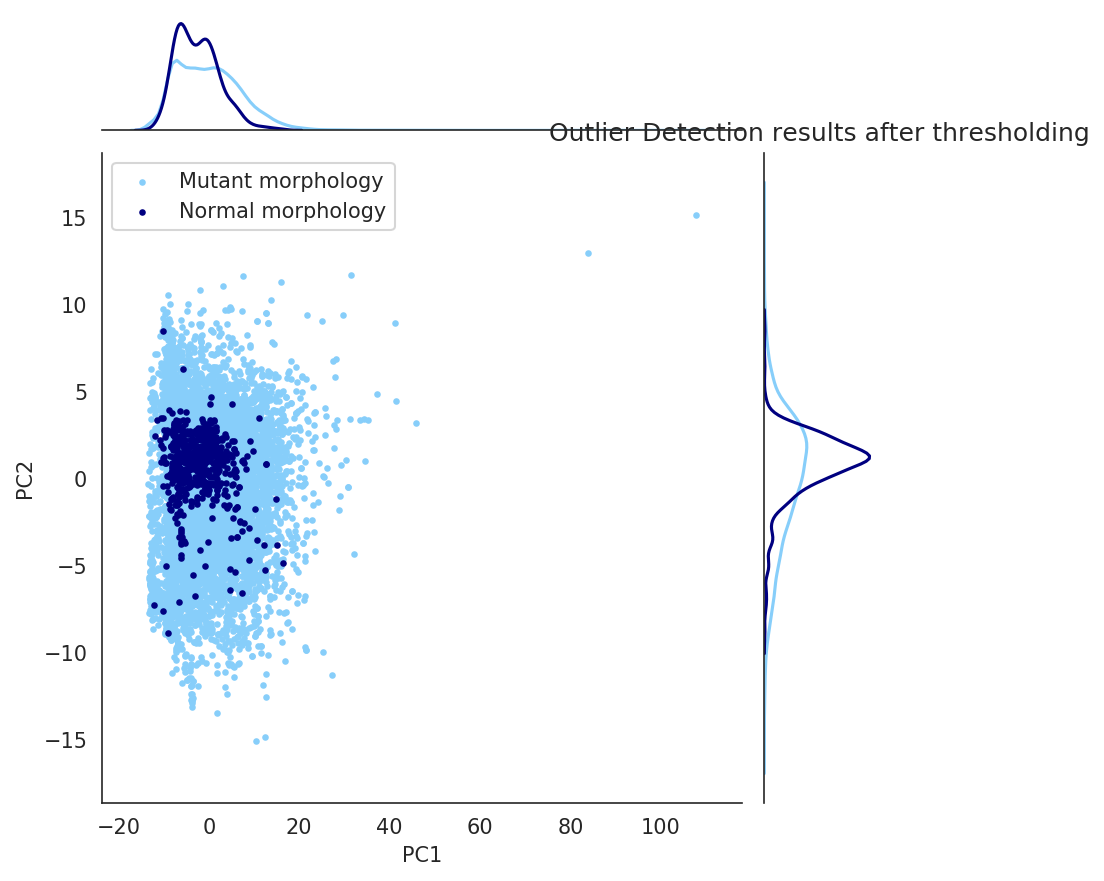 Outlier Detection results after thresholding
Mutant morphology
Normal morphology
15
10
5
0
−5
−10
−15
PC2
−20 0 20 40 60 80 100
PC1